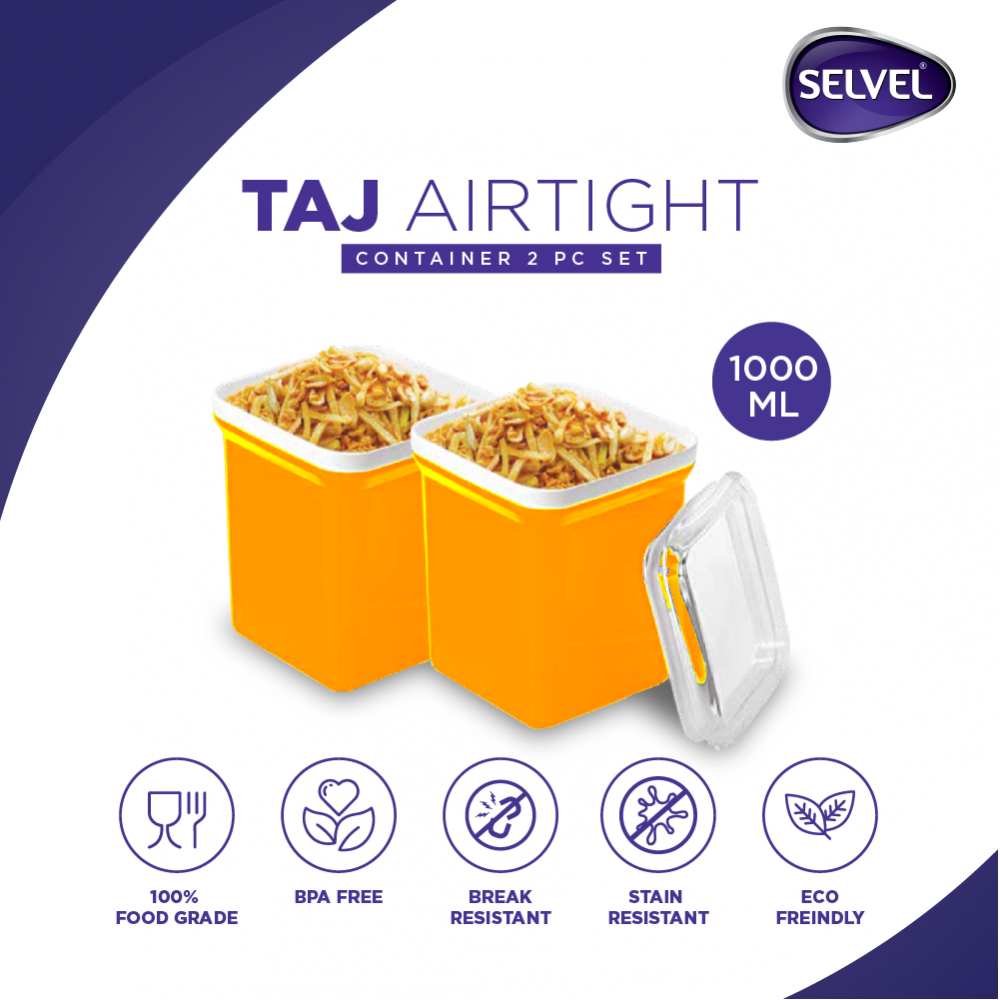 SELVEL®
TAJ AIRTIGHT
CONTAINER 2 PC SET
1000
ML
100%
FOOD GRADE
BPA FREE
BREAK
RESISTANT
STAIN
RESISTANT
ECO
FREINDLY